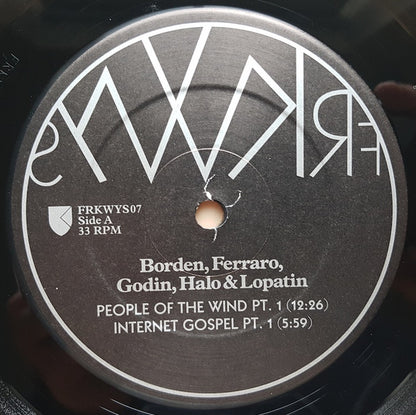 FRKWYS
FRKWYS07
Side A
33 RPM
Borden, Ferraro,
Godin, Halo & Lopatin
PEOPLE OF THE WIND PT. 1 (12:26)
INTERNET GOSPEL PT. 1 (5:59)